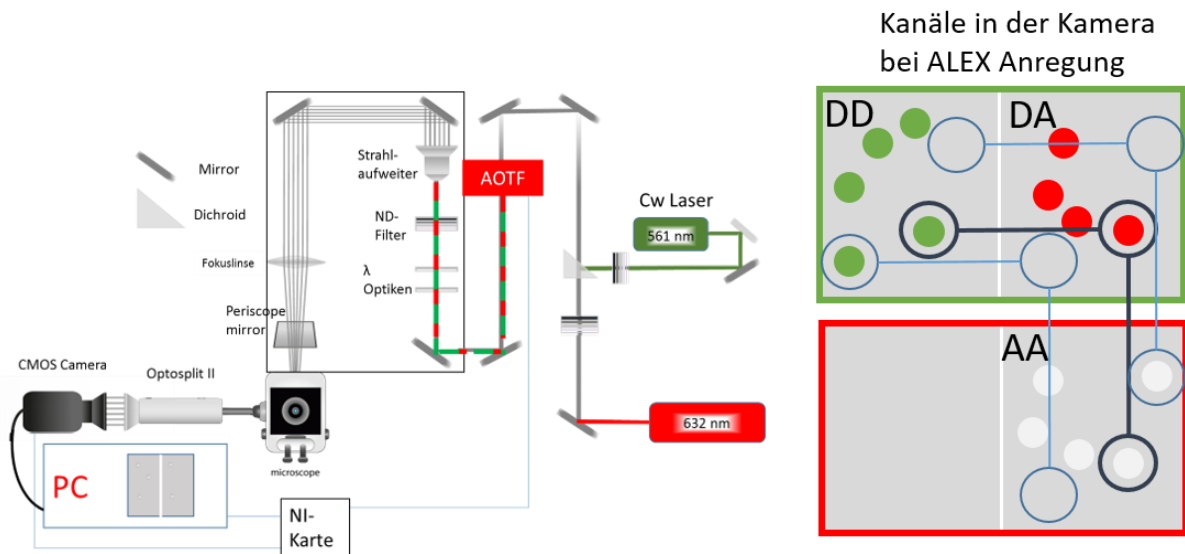 Kanäle in der Kamera
bei ALEX Anregung
DD
DA
AA
Mirror
Dichroid
Strahl-
aufweiter
AOTF
ND-
Filter
λ
Optiken
Cw Laser
561 nm
632 nm
Fokuslinse
Periscope
mirror
CMOS Camera
Optosplit II
microscope
PC
NI-
Karte